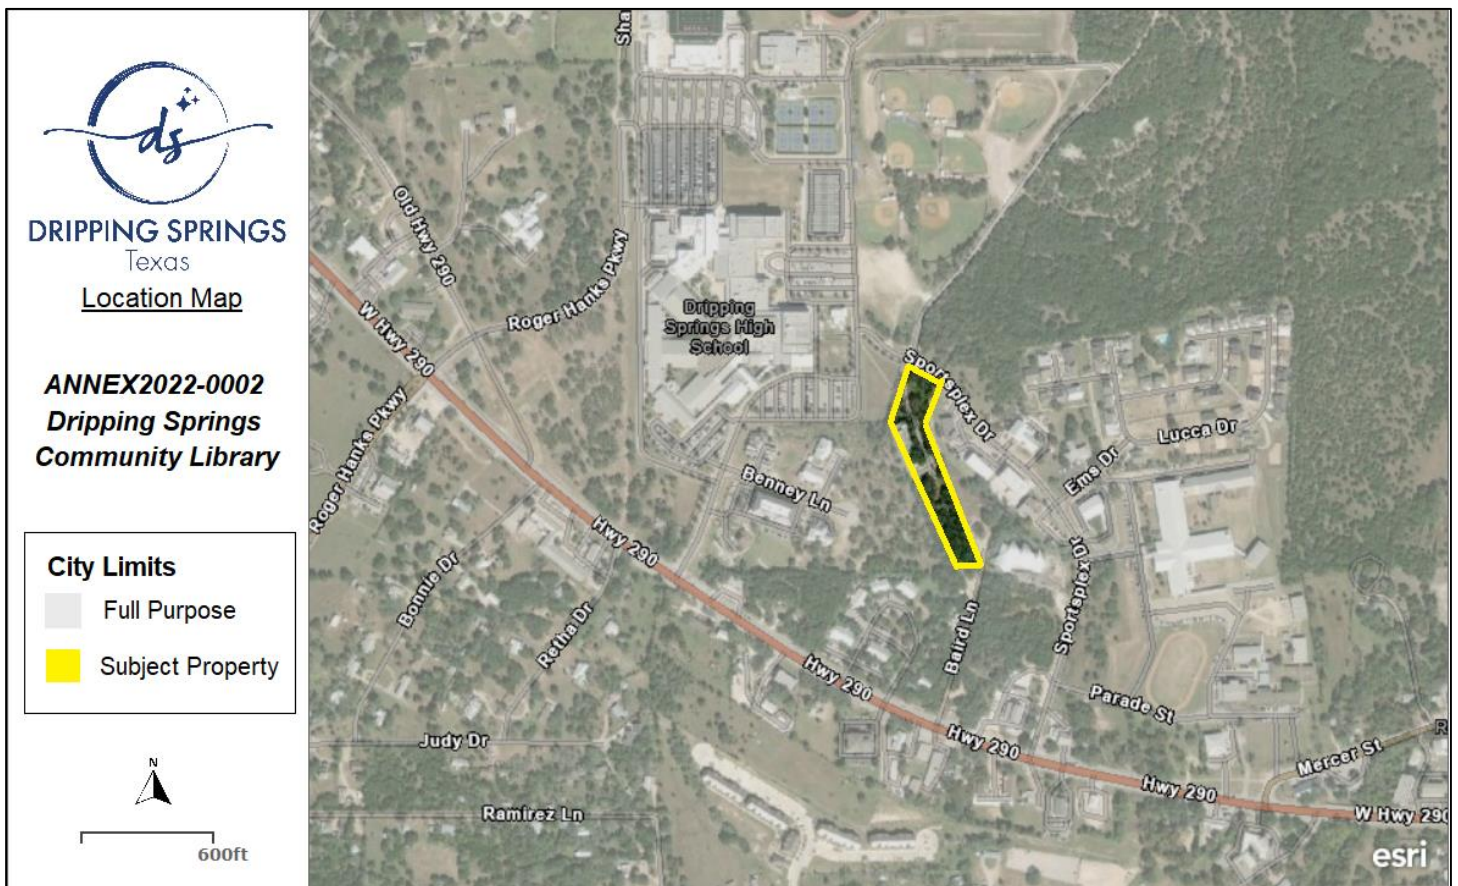 ds
DRIPPING SPRINGS
Texas
Location Map
ANNEX2022-0002
Dripping Springs
Community Library
City Limits
Full Purpose
Subject Property
N
600ft
Sha
Old Hwy 290
W Hwy 290
Roger Hanks Pkwy
Roger Hanks Pkwy
Dripping
Springs High
School
Sportsplex Dr
Lucca Dr
Ems Dr
Benney Ln
Hwy 290
Bonnie Dr
Retha Dr
Sportsplex Dr
Baird Ln
Hwy 290
Parade St
Judy Dr
Hwy 290
R
Mercer St
Hwy 290
Ramirez Ln
W Hwy 290
esri